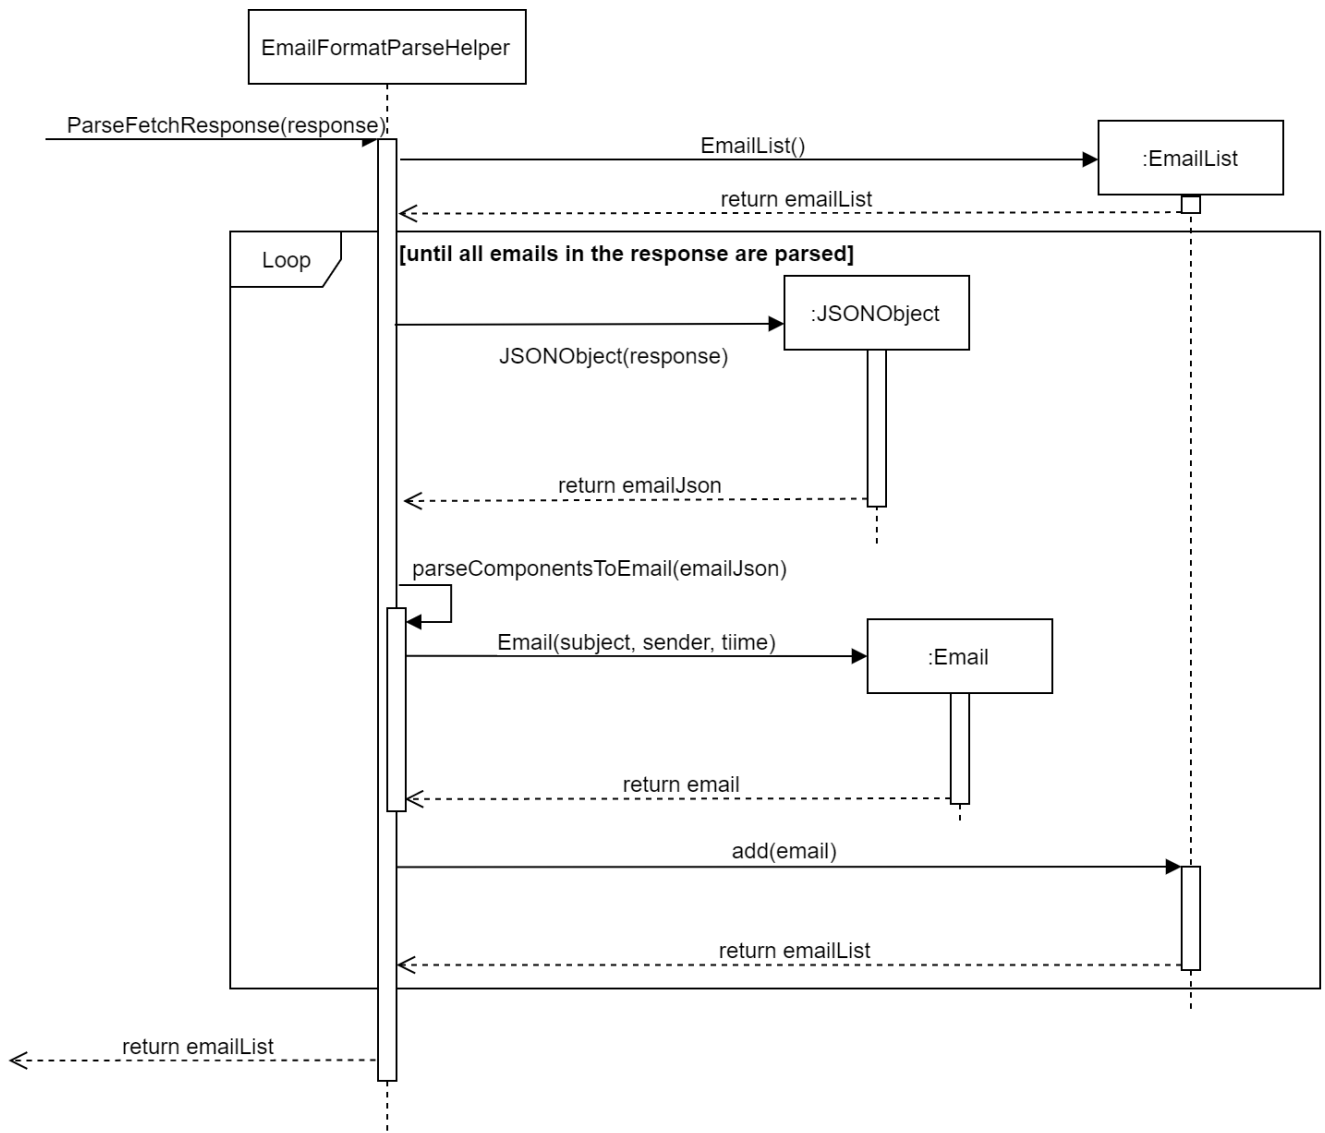 EmailFormatParseHelper
ParseFetchResponse(response)
EmailList()
:EmailList
return emailList
Loop
[until all emails in the response are parsed]
:JSONObject
JSONObject(response)
return emailJson
parseComponentsToEmail(emailJson)
Email(subject, sender, tiime)
:Email
return email
add(email)
return emailList
return emailList